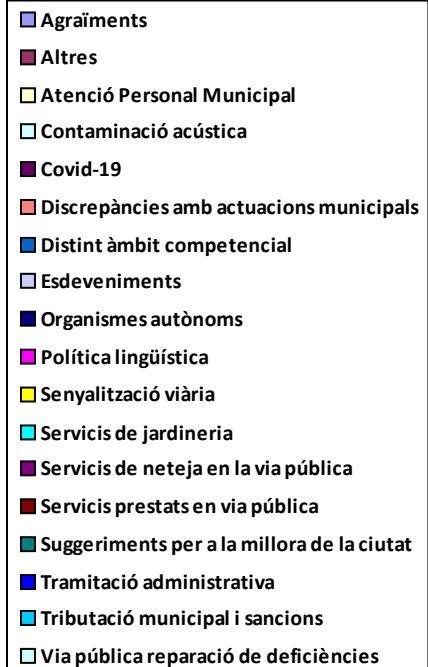 Agraïments
Altres
Atenció Personal Municipal
Contaminació acústica
Covid-19
Discrepàncies amb actuacions municipals
Distint àmbit competencial
Esdeveniments
Organismes autònoms
Política lingüística
Senyalització viària
Servicis de jardineria
Servicis de neteja en la via pública
Servicis prestats en via pública
Suggeriments per a la millora de la ciutat
Tramitació administrativa
Tributació municipal i sancions
Via pública reparació de deficiències